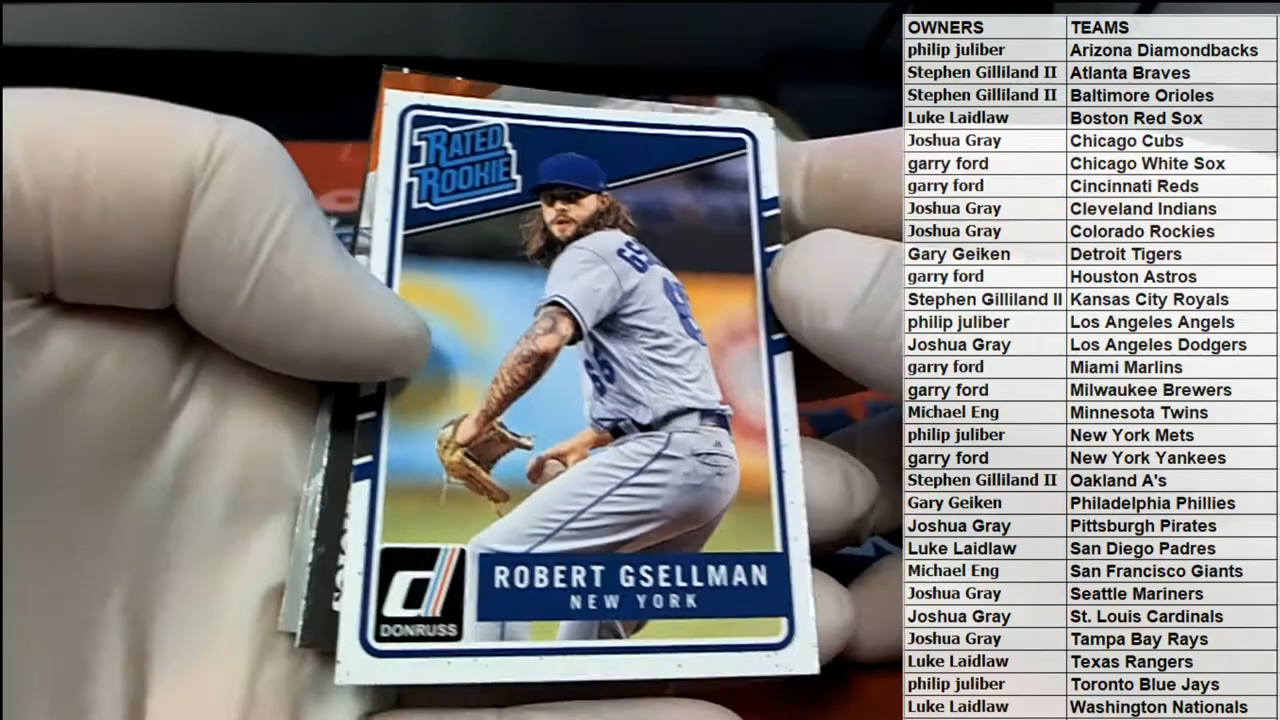 RATED
ROOKIE
GS
65
ROBERT GSELLMAN
NEW YORK
DONRUSS
OWNERS TEAMS
philip juliber Arizona Diamondbacks
Stephen Gilliland II Atlanta Braves
Stephen Gilliland II Baltimore Orioles
Luke Laidlaw Boston Red Sox
Joshua Gray Chicago Cubs
garry ford Chicago White Sox
garry ford Cincinnati Reds
Joshua Gray Cleveland Indians
Joshua Gray Colorado Rockies
Gary Geiken Detroit Tigers
garry ford Houston Astros
Stephen Gilliland II Kansas City Royals
philip juliber Los Angeles Angels
Joshua Gray Los Angeles Dodgers
garry ford Miami Marlins
garry ford Milwaukee Brewers
Michael Eng Minnesota Twins
philip juliber New York Mets
garry ford New York Yankees
Stephen Gilliland II Oakland A's
Gary Geiken Philadelphia Phillies
Joshua Gray Pittsburgh Pirates
Luke Laidlaw San Diego Padres
Michael Eng San Francisco Giants
Joshua Gray Seattle Mariners
Joshua Gray St. Louis Cardinals
Joshua Gray Tampa Bay Rays
Luke Laidlaw Texas Rangers
philip juliber Toronto Blue Jays
Luke Laidlaw Washington Nationals